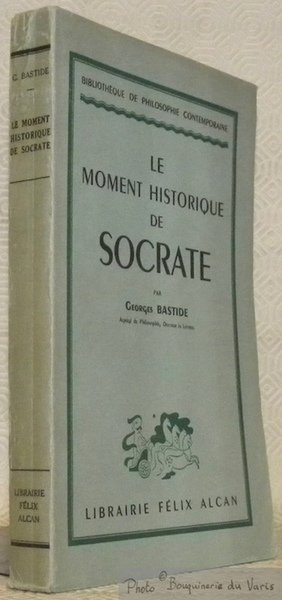 G. BASTIDE
LE MOMENT
HISTORIQUE
DE SOCRATE
LIBRAIRIE
FÉLIX
ALCAN
BIBLIOTHÈQUE DE PHILOSOPHIE CONTEMPORAINE
LE
MOMENT HISTORIQUE
DE
SOCRATE
PAR
GEORGES BASTIDE
Agrégé de Philosophie, Docteur ès Lettres
LIBRAIRIE FÉLIX ALCAN
Photo © Bouquinerie du Varis